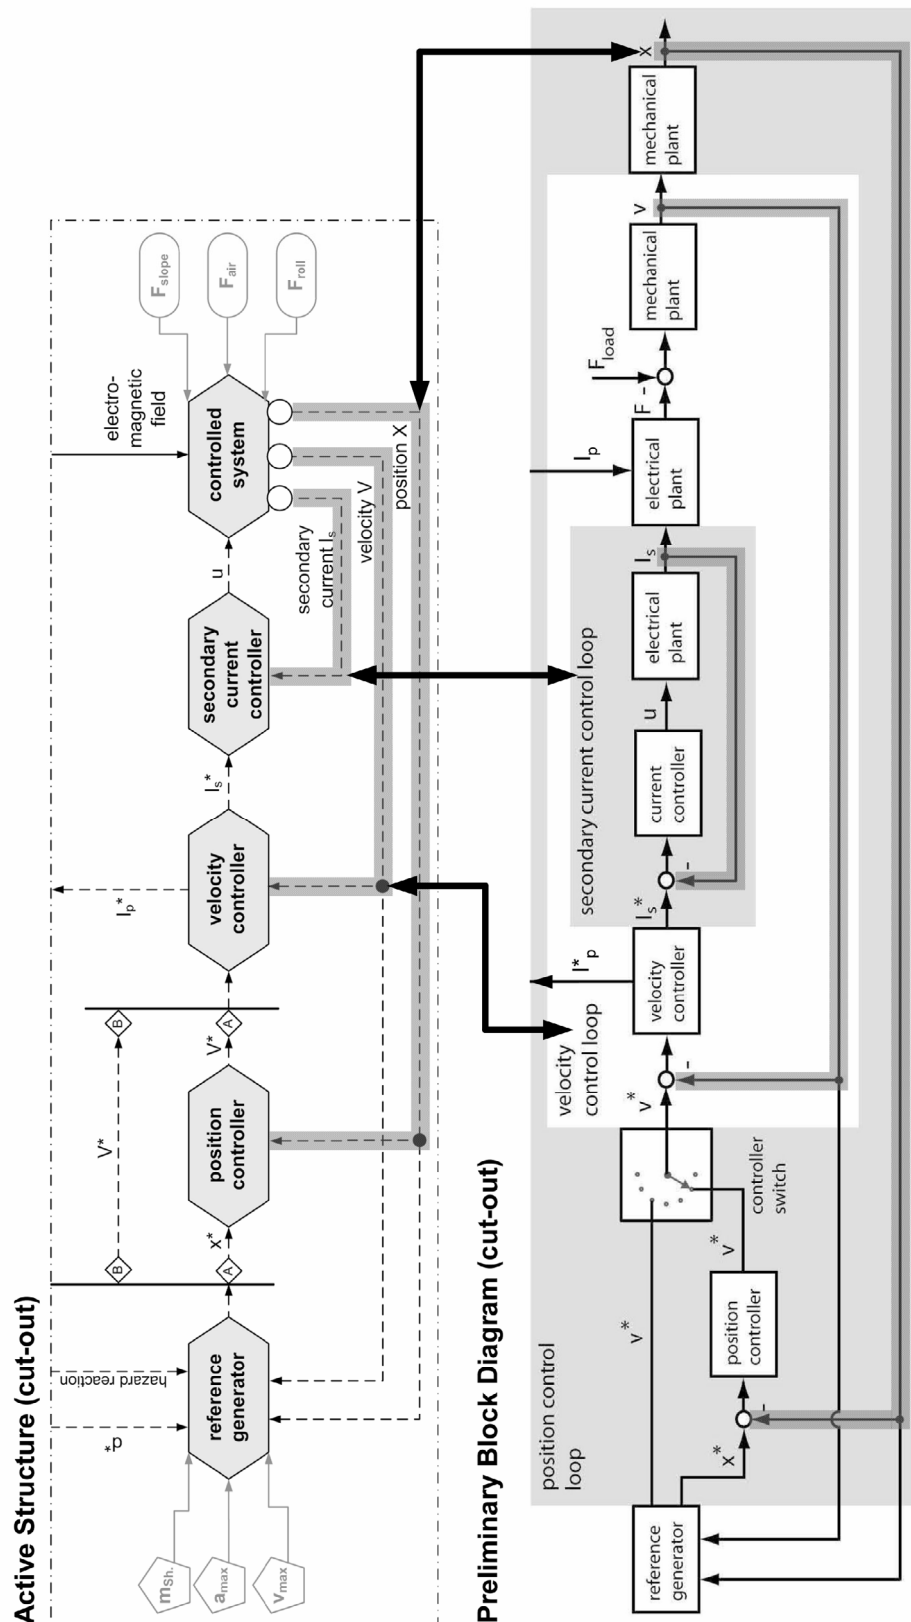 Active Structure (cut-out)
m_Sh.
a_max
v_max
d*
hazard reaction
reference
generator
B
A
x*
V*
position
controller
V*
B
A
I_p*
velocity
controller
I_s*
secondary
current
controller
u
secondary
current I_s
velocity V
position X
electro-
magnetic
field
controlled
system
F_slope
F_air
F_roll
Preliminary Block Diagram (cut-out)
position control
loop
reference
generator
x*
-
v*
position
controller
v*
controller
switch
velocity
control loop
v*
-
I*_p
velocity
controller
secondary current control loop
I_s*
-
current
controller
u
electrical
plant
I_s
I_p
electrical
plant
F
-
F_load
mechanical
plant
v
mechanical
plant
x